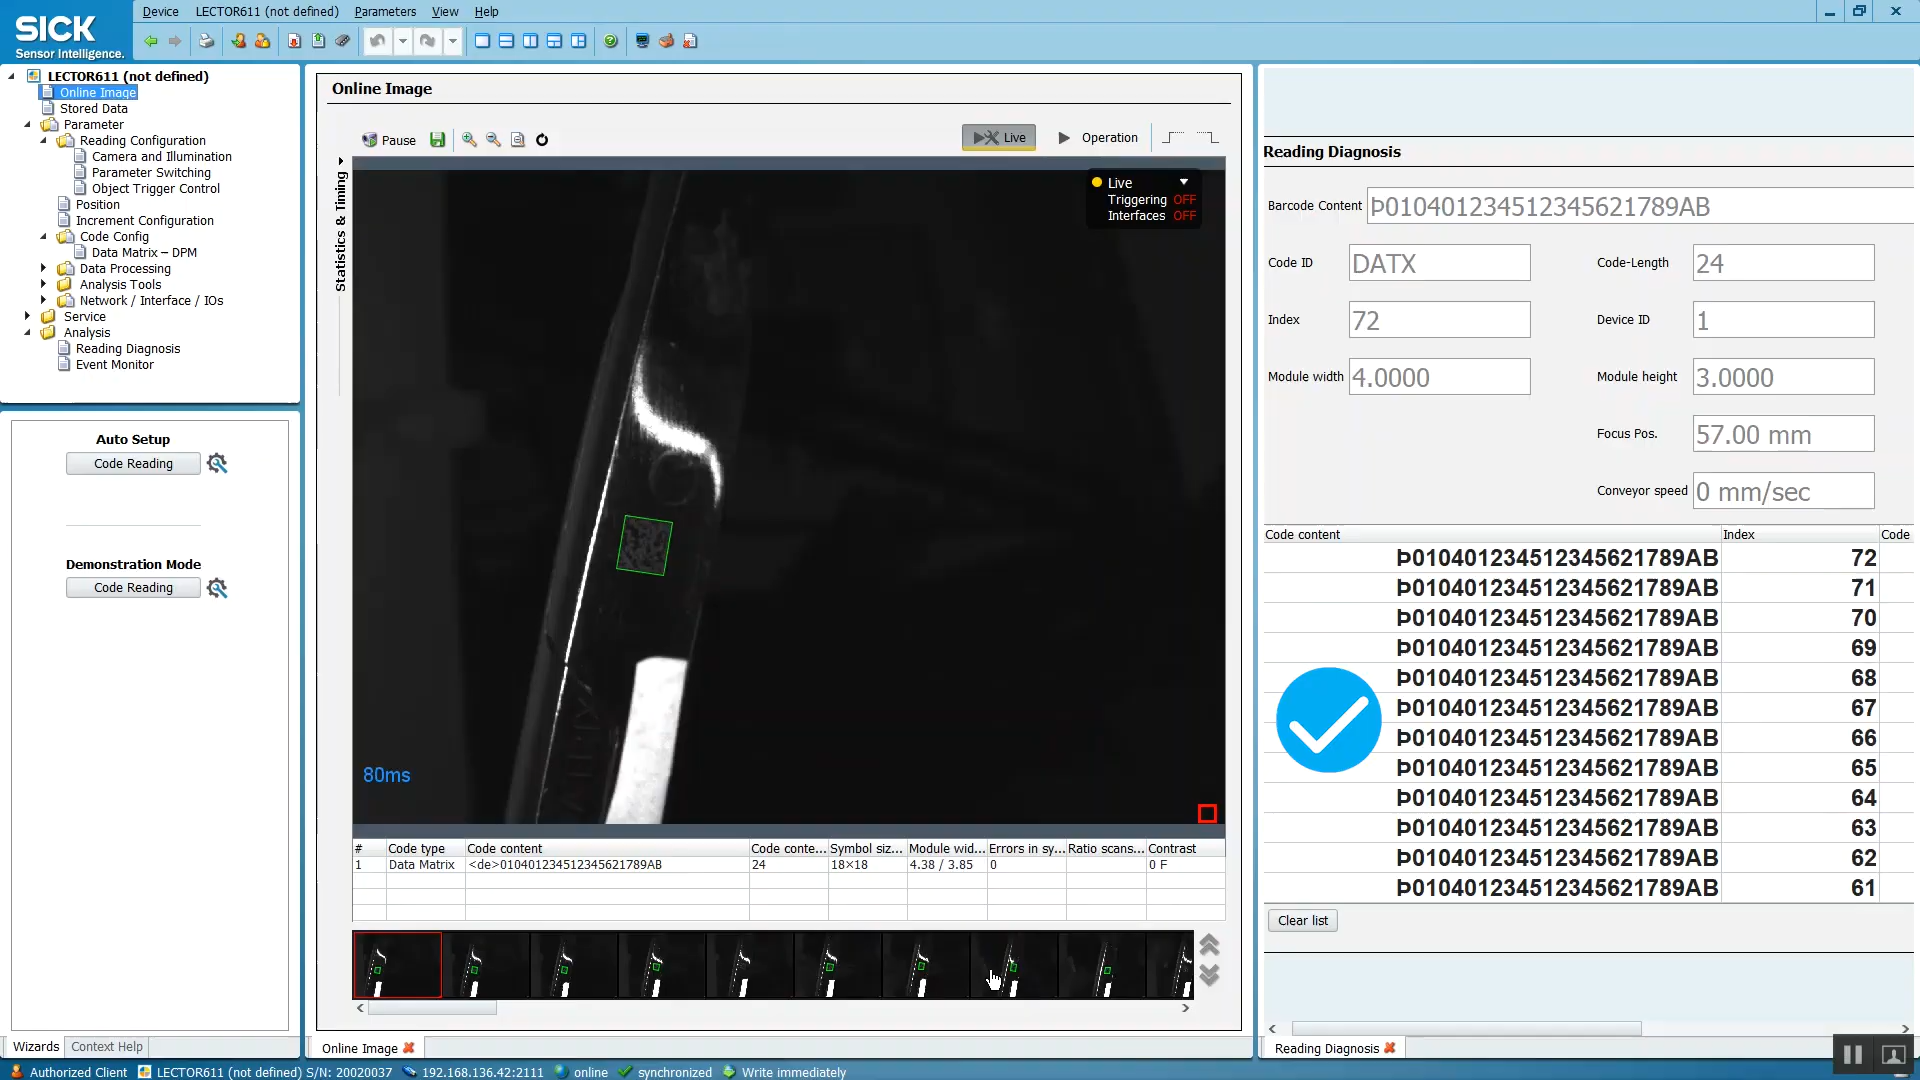 SICK
Sensor Intelligence.
Device LECTOR611 (not defined) Parameters View Help
LECTOR611 (not defined)
Online Image
Stored Data
Parameter
Reading Configuration
Camera and Illumination
Parameter Switching
Object Trigger Control
Position
Increment Configuration
Code Config
Data Matrix – DPM
Data Processing
Analysis Tools
Network / Interface / IOs
Service
Analysis
Reading Diagnosis
Event Monitor
Auto Setup
Code Reading
Demonstration Mode
Code Reading
Wizards Context Help
Online Image
Pause Live Operation
Statistics & Timing
Live
Triggering OFF
Interfaces OFF
80ms
# Code type Code content Code conte... Symbol siz... Module wid... Errors in sy... Ratio scans... Contrast
1 Data Matrix <de>010401234512345621789AB 24 18×18 4.38 / 3.85 0 0 F
Online Image
Reading Diagnosis
Barcode Content Þ010401234512345621789AB
Code ID DATX Code-Length 24
Index 72 Device ID 1
Module width 4.0000 Module height 3.0000
Focus Pos. 57.00 mm
Conveyor speed 0 mm/sec
Code content Index Code
Þ010401234512345621789AB 72
Þ010401234512345621789AB 71
Þ010401234512345621789AB 70
Þ010401234512345621789AB 69
Þ010401234512345621789AB 68
Þ010401234512345621789AB 67
Þ010401234512345621789AB 66
Þ010401234512345621789AB 65
Þ010401234512345621789AB 64
Þ010401234512345621789AB 63
Þ010401234512345621789AB 62
Þ010401234512345621789AB 61
Clear list
Reading Diagnosis
Authorized Client LECTOR611 (not defined) S/N: 20020037 192.168.136.42:2111 online synchronized Write immediately